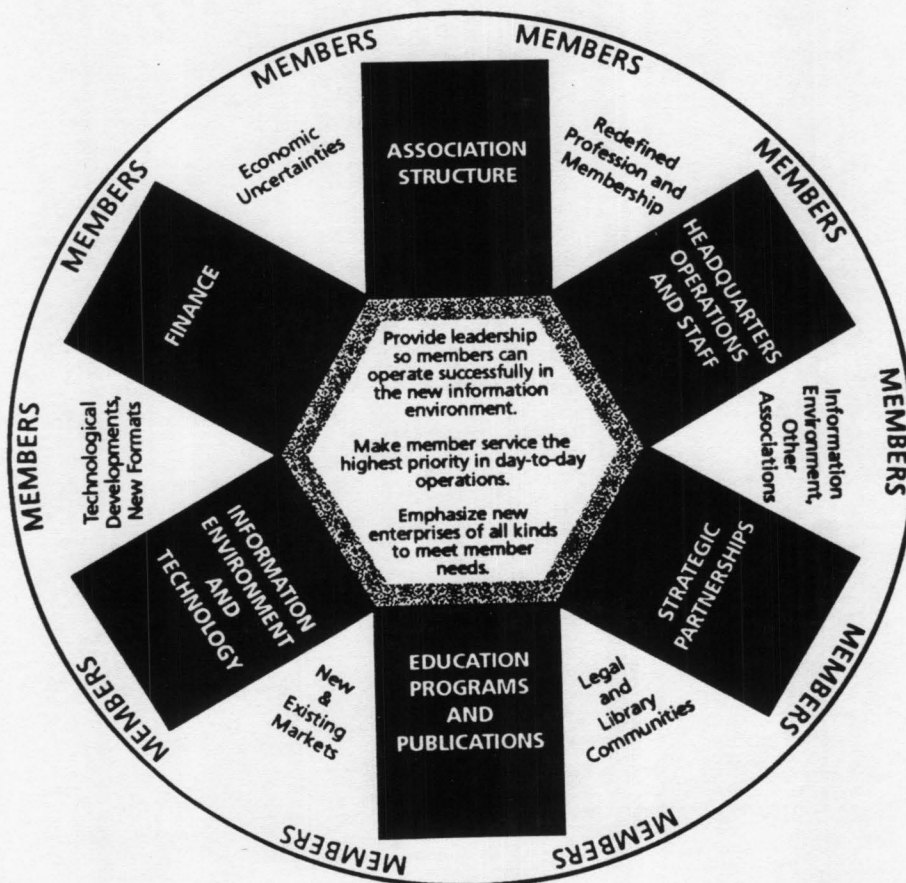 MEMBERS
MEMBERS
MEMBERS
MEMBERS
MEMBERS
MEMBERS
MEMBERS
MEMBERS
MEMBERS
MEMBERS
ASSOCIATION
STRUCTURE
Redefined
Profession and
Membership
HEADQUARTERS
OPERATIONS
AND STAFF
Information
Environment,
Other
Associations
STRATEGIC
PARTNERSHIPS
Legal
and
Library
Communities
EDUCATION
PROGRAMS
AND
PUBLICATIONS
New
&
Existing
Markets
INFORMATION
ENVIRONMENT
AND
TECHNOLOGY
Technological
Developments,
New Formats
FINANCE
Economic
Uncertainties
Provide leadership
so members can
operate successfully in
the new information
environment.
Make member service the
highest priority in day-to-day
operations.
Emphasize new
enterprises of all kinds
to meet member
needs.